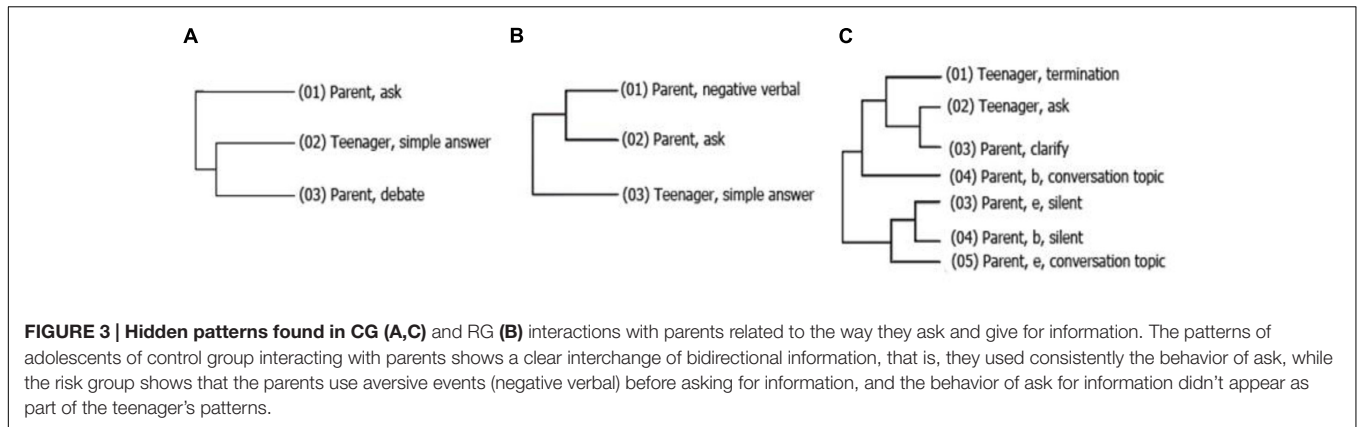 A
(01) Parent, ask
(02) Teenager, simple answer
(03) Parent, debate
B
(01) Parent, negative verbal
(02) Parent, ask
(03) Teenager, simple answer
C
(01) Teenager, termination
(02) Teenager, ask
(03) Parent, clarify
(04) Parent, b, conversation topic
(03) Parent, e, silent
(04) Parent, b, silent
(05) Parent, e, conversation topic
FIGURE 3 | Hidden patterns found in CG (A,C) and RG (B) interactions with parents related to the way they ask and give for information. The patterns of
adolescents of control group interacting with parents shows a clear interchange of bidirectional information, that is, they used consistently the behavior of ask, while
the risk group shows that the parents use aversive events (negative verbal) before asking for information, and the behavior of ask for information didn't appear as
part of the teenager's patterns.